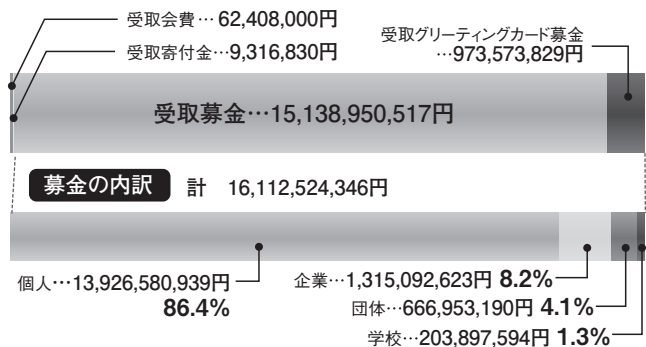 受取会費…62,408,000円
受取寄付金…9,316,830円
受取グリーティングカード募金
…973,573,829円
受取募金…15,138,950,517円
募金の内訳 計 16,112,524,346円
個人…13,926,580,939円
86.4%
企業…1,315,092,623円 8.2%
団体…666,953,190円 4.1%
学校…203,897,594円 1.3%